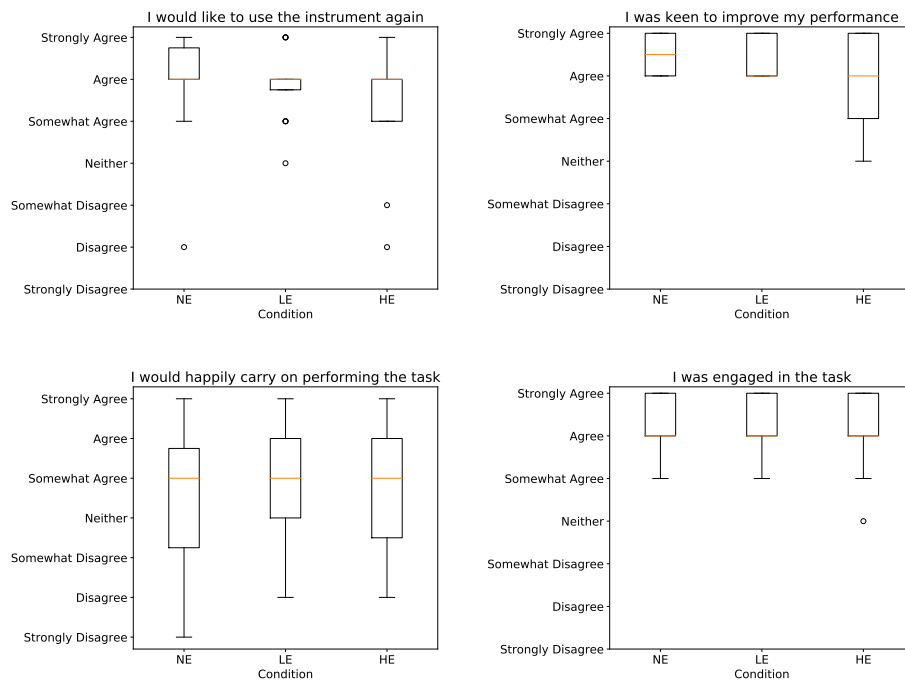 I would like to use the instrument again
Strongly Agree
Agree
Somewhat Agree
Neither
Somewhat Disagree
Disagree
Strongly Disagree
NE LE HE
Condition
I was keen to improve my performance
Strongly Agree
Agree
Somewhat Agree
Neither
Somewhat Disagree
Disagree
Strongly Disagree
NE LE HE
Condition
I would happily carry on performing the task
Strongly Agree
Agree
Somewhat Agree
Neither
Somewhat Disagree
Disagree
Strongly Disagree
NE LE HE
Condition
I was engaged in the task
Strongly Agree
Agree
Somewhat Agree
Neither
Somewhat Disagree
Disagree
Strongly Disagree
NE LE HE
Condition